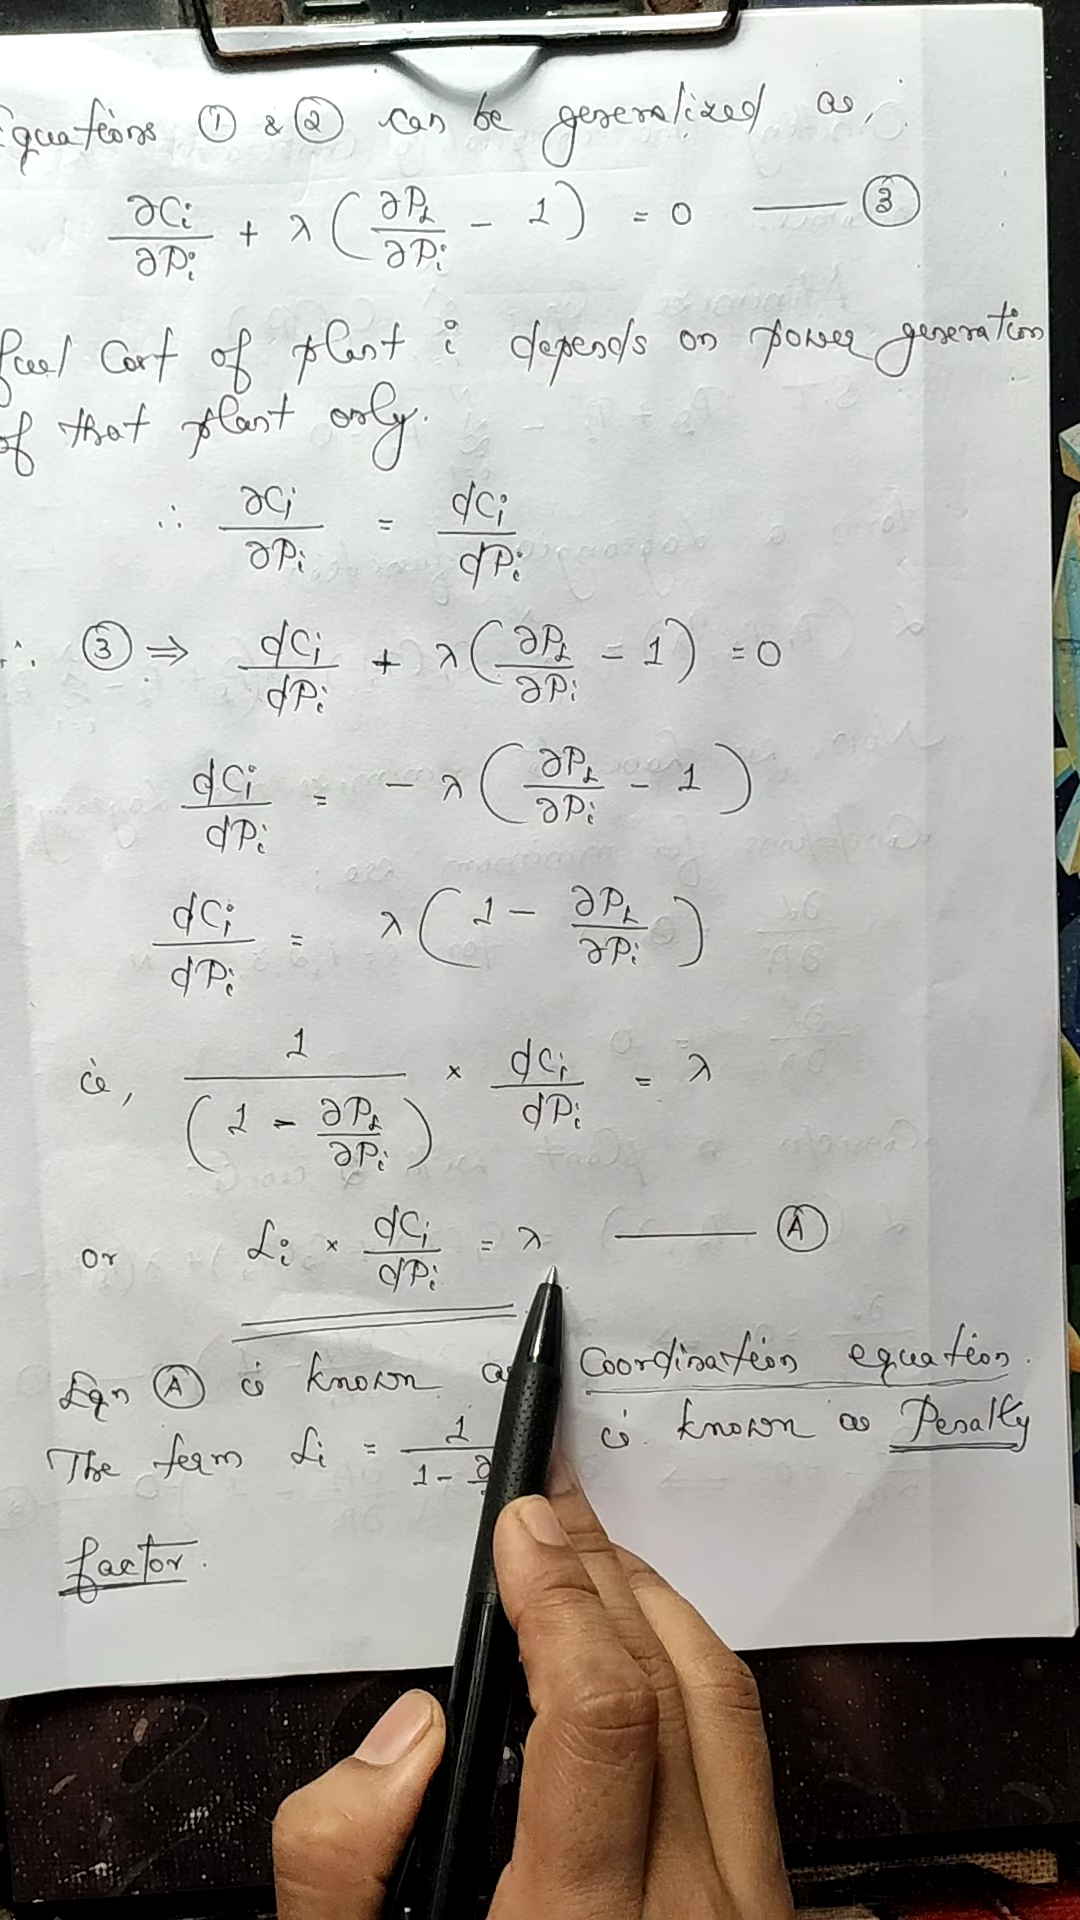 Equations ① & ② can be generalized as,
∂Ci/∂Pi + λ (∂PL/∂Pi - 1) = 0 —— ③
fuel Cost of plant i depends on power generation
of that plant only.
∴ ∂Ci/∂Pi = dCi/dPi
∴ ③ ⇒ dCi/dPi + λ (∂PL/∂Pi - 1) = 0
dCi/dPi = - λ (∂PL/∂Pi - 1)
dCi/dPi = λ (1 - ∂PL/∂Pi)
ie, 1/(1 - ∂PL/∂Pi) × dCi/dPi = λ
or Li × dCi/dPi = λ —— Ⓐ
Eqn Ⓐ is known as Coordination equation.
The term Li = 1/(1 - ∂ is known as Penalty
factor.